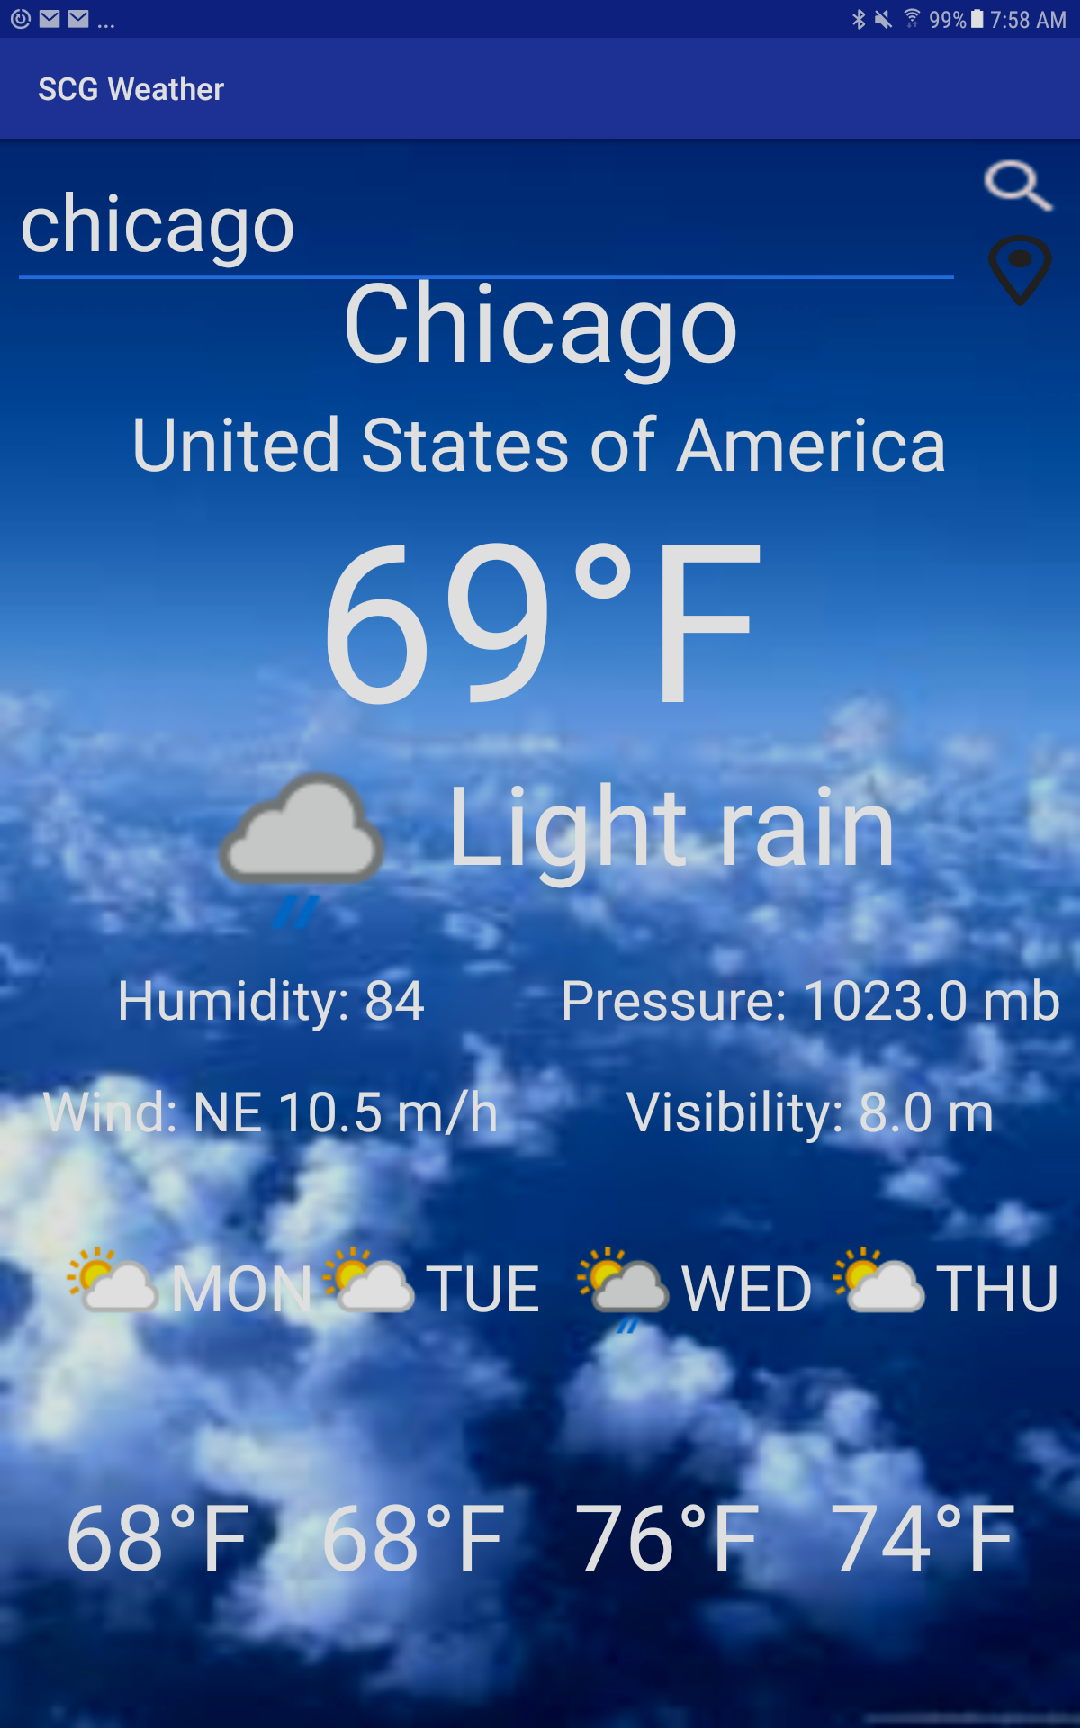 ... 99% 7:58 AM
SCG Weather
chicago
Chicago
United States of America
69°F
Light rain
Humidity: 84 Pressure: 1023.0 mb
Wind: NE 10.5 m/h Visibility: 8.0 m
MON TUE WED THU
68°F 68°F 76°F 74°F